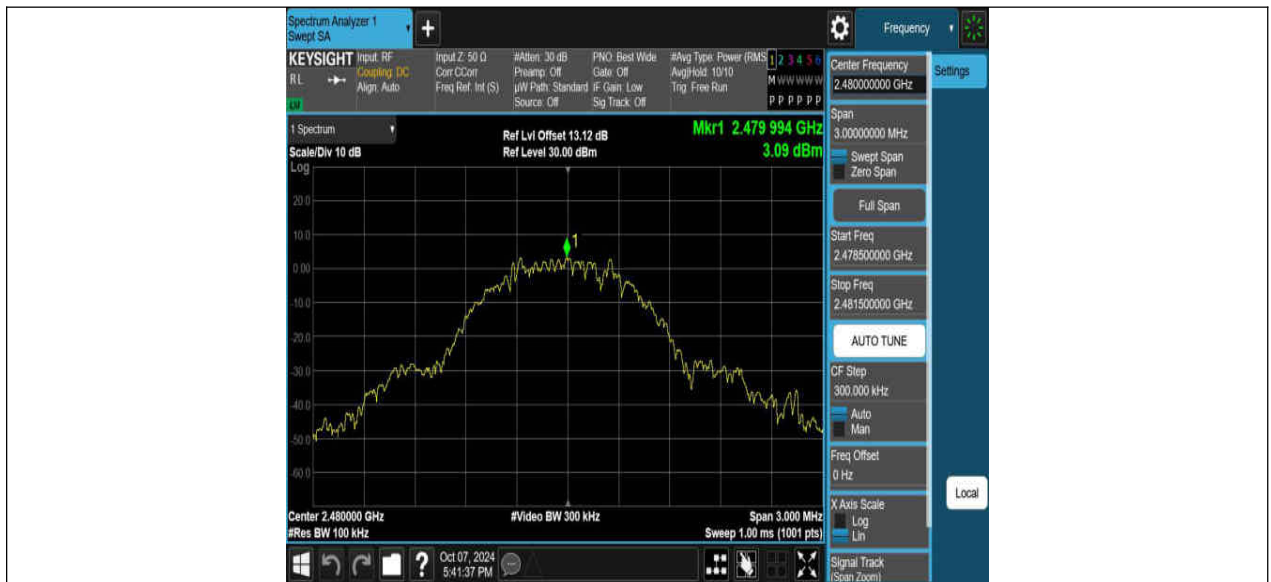 Spectrum Analyzer 1
Swept SA
+
Frequency
KEYSIGHT
RL
LXI
Input: RF
Coupling: DC
Align: Auto
Input Z: 50 Ω
Corr CCorr
Freq Ref: Int (S)
#Atten: 30 dB
Preamp: Off
µW Path: Standard
Source: Off
PNO: Best Wide
Gate: Off
IF Gain: Low
Sig Track: Off
#Avg Type: Power (RMS
Avg|Hold: 10/10
Trig: Free Run
1 2 3 4 5 6
M W W W W W
P P P P P P
1 Spectrum
Scale/Div 10 dB
Log
Ref Lvl Offset 13.12 dB
Ref Level 30.00 dBm
Mkr1 2.479 994 GHz
3.09 dBm
20.0
10.0
0.00
-10.0
-20.0
-30.0
-40.0
-50.0
-60.0
1
Center 2.480000 GHz
#Res BW 100 kHz
#Video BW 300 kHz
Span 3.000 MHz
Sweep 1.00 ms (1001 pts)
Center Frequency
2.480000000 GHz
Settings
Span
3.00000000 MHz
Swept Span
Zero Span
Full Span
Start Freq
2.478500000 GHz
Stop Freq
2.481500000 GHz
AUTO TUNE
CF Step
300.000 kHz
Auto
Man
Freq Offset
0 Hz
X Axis Scale
Log
Lin
Local
Signal Track
(Span Zoom)
?
Oct 07, 2024
5:41:37 PM